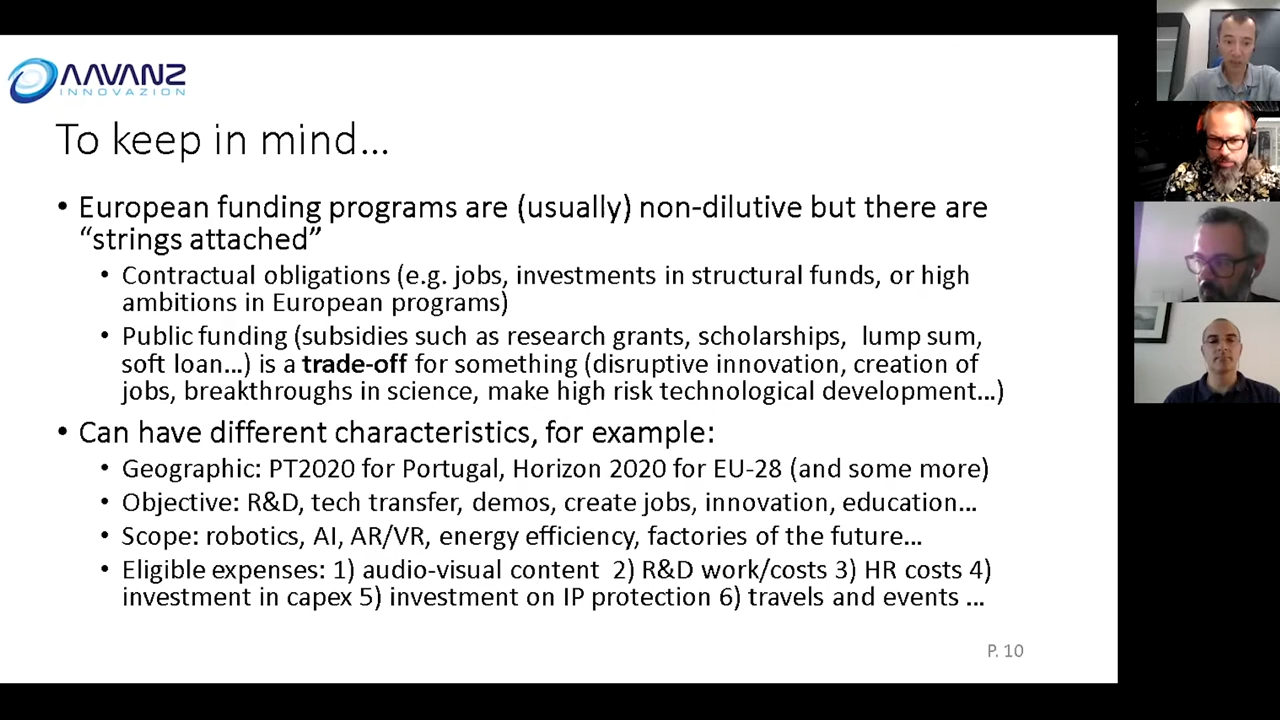 AAVANZ
INNOVAZION
To keep in mind...
• European funding programs are (usually) non-dilutive but there are
“strings attached”
• Contractual obligations (e.g. jobs, investments in structural funds, or high
ambitions in European programs)
• Public funding (subsidies such as research grants, scholarships, lump sum,
soft loan...) is a trade-off for something (disruptive innovation, creation of
jobs, breakthroughs in science, make high risk technological development...)
• Can have different characteristics, for example:
• Geographic: PT2020 for Portugal, Horizon 2020 for EU-28 (and some more)
• Objective: R&D, tech transfer, demos, create jobs, innovation, education...
• Scope: robotics, AI, AR/VR, energy efficiency, factories of the future...
• Eligible expenses: 1) audio-visual content 2) R&D work/costs 3) HR costs 4)
investment in capex 5) investment on IP protection 6) travels and events ...
P. 10